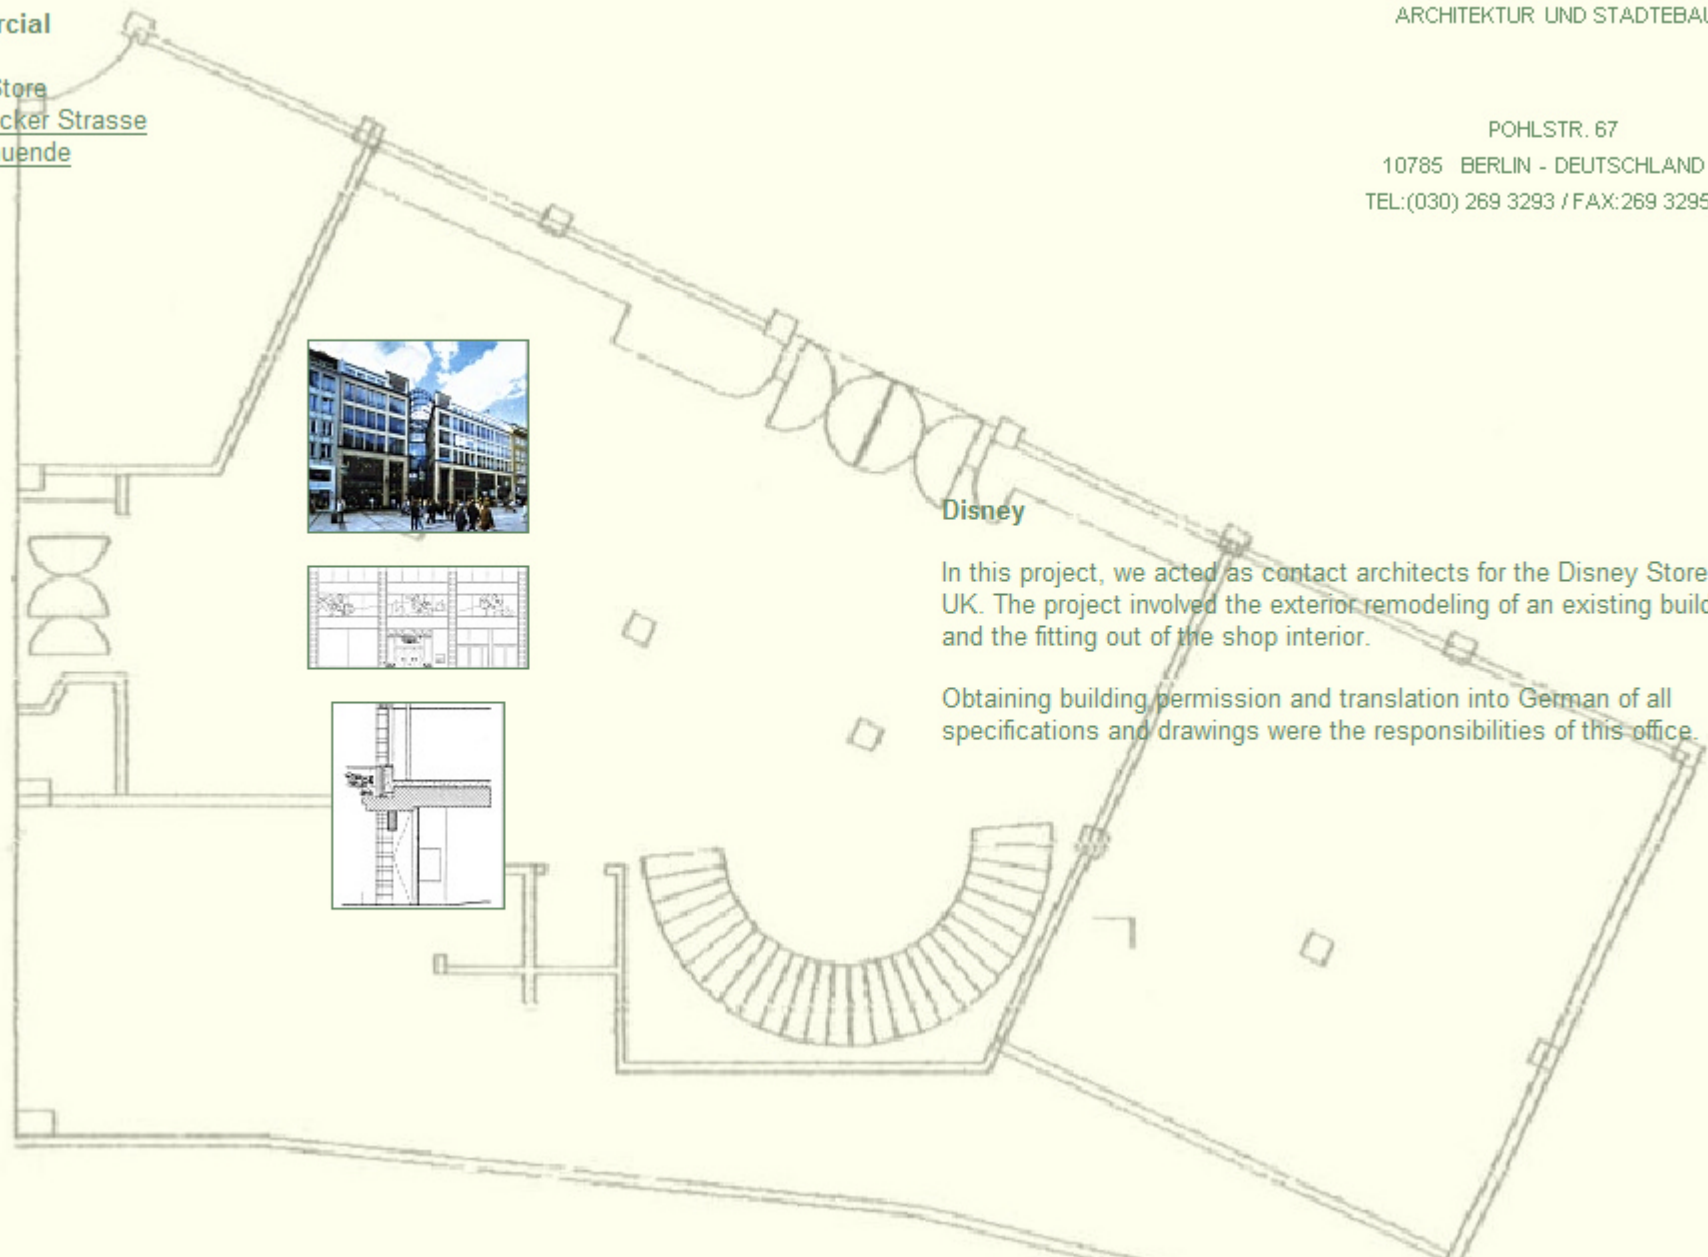 rcial
Store
cker Strasse
uende
ARCHITEKTUR UND STADTEBAU
POHLSTR. 67
10785 BERLIN - DEUTSCHLAND
TEL:(030) 269 3293 / FAX:269 3295
Disney
In this project, we acted as contact architects for the Disney Store
UK. The project involved the exterior remodeling of an existing build
and the fitting out of the shop interior.
Obtaining building permission and translation into German of all
specifications and drawings were the responsibilities of this office.